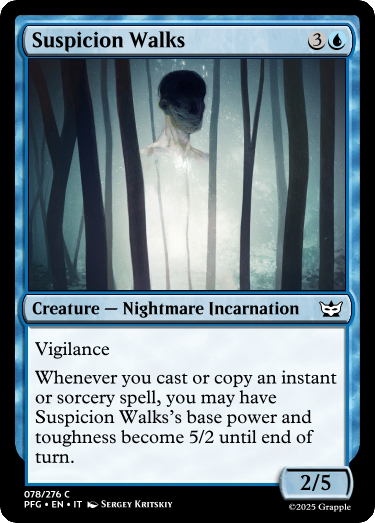 Suspicion Walks 3
Creature — Nightmare Incarnation
Vigilance
Whenever you cast or copy an instant
or sorcery spell, you may have
Suspicion Walks's base power and
toughness become 5/2 until end of
turn.
2/5
078/276 C
PFG • EN • IT Sergey Kritskiy
©2025 Grapple